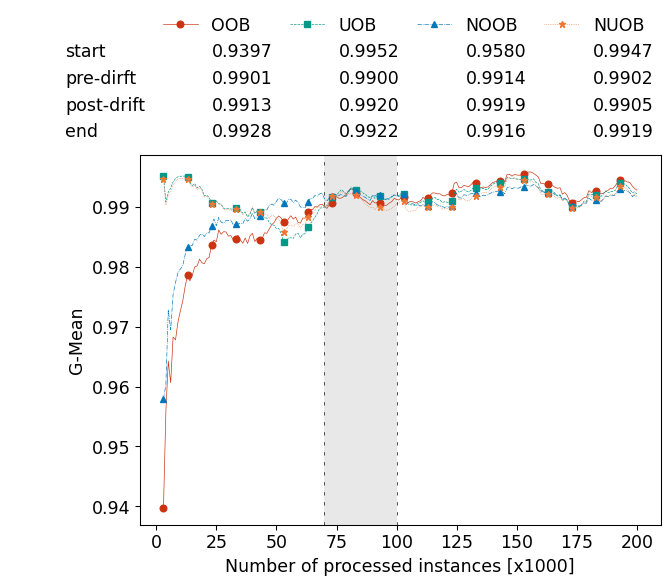 OOB UOB NOOB NUOB
start 0.9397 0.9952 0.9580 0.9947
pre-dirft 0.9901 0.9900 0.9914 0.9902
post-drift 0.9913 0.9920 0.9919 0.9905
end 0.9928 0.9922 0.9916 0.9919
0.99
0.98
0.97
0.96
0.95
0.94
G-Mean
0 25 50 75 100 125 150 175 200
Number of processed instances [x1000]